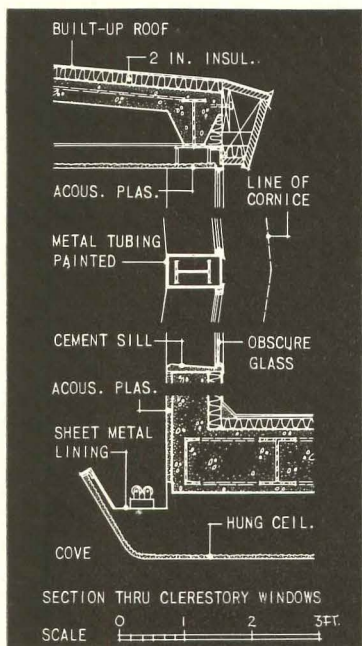 BUILT-UP ROOF
2 IN. INSUL.
ACOUS. PLAS.
LINE OF
CORNICE
METAL TUBING
PAINTED
CEMENT SILL
OBSCURE
GLASS
ACOUS. PLAS.
SHEET METAL
LINING
HUNG CEIL.
COVE
SECTION THRU CLERESTORY WINDOWS
0 1 2 3FT.
SCALE